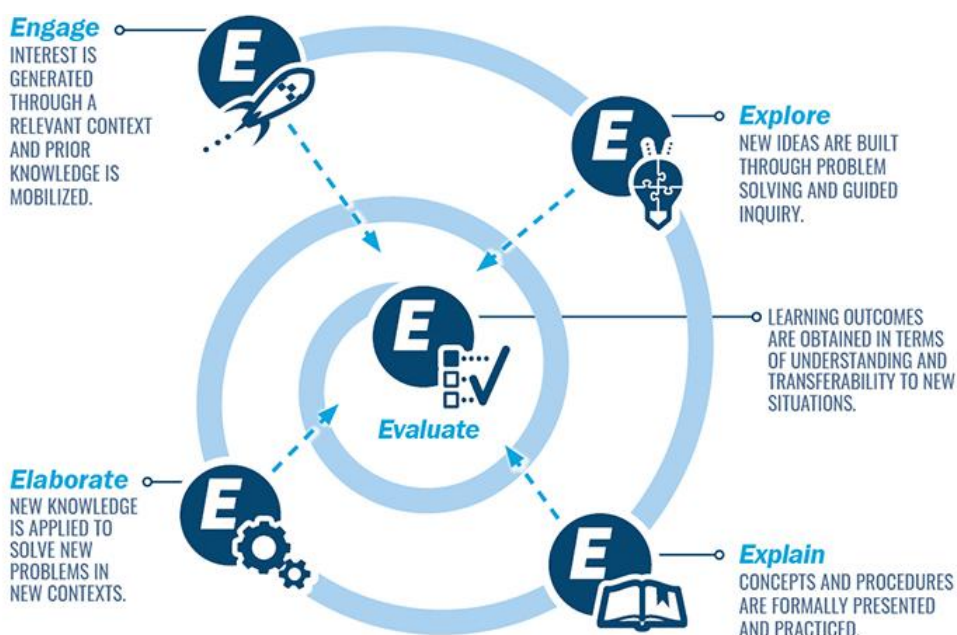 E
Engage
INTEREST IS
GENERATED
THROUGH A
RELEVANT CONTEXT
AND PRIOR
KNOWLEDGE IS
MOBILIZED.
E
Explore
NEW IDEAS ARE BUILT
THROUGH PROBLEM
SOLVING AND GUIDED
INQUIRY.
E
Evaluate
LEARNING OUTCOMES
ARE OBTAINED IN TERMS
OF UNDERSTANDING AND
TRANSFERABILITY TO NEW
SITUATIONS.
E
Elaborate
NEW KNOWLEDGE
IS APPLIED TO
SOLVE NEW
PROBLEMS IN
NEW CONTEXTS.
E
Explain
CONCEPTS AND PROCEDURES
ARE FORMALLY PRESENTED
AND PRACTICED.